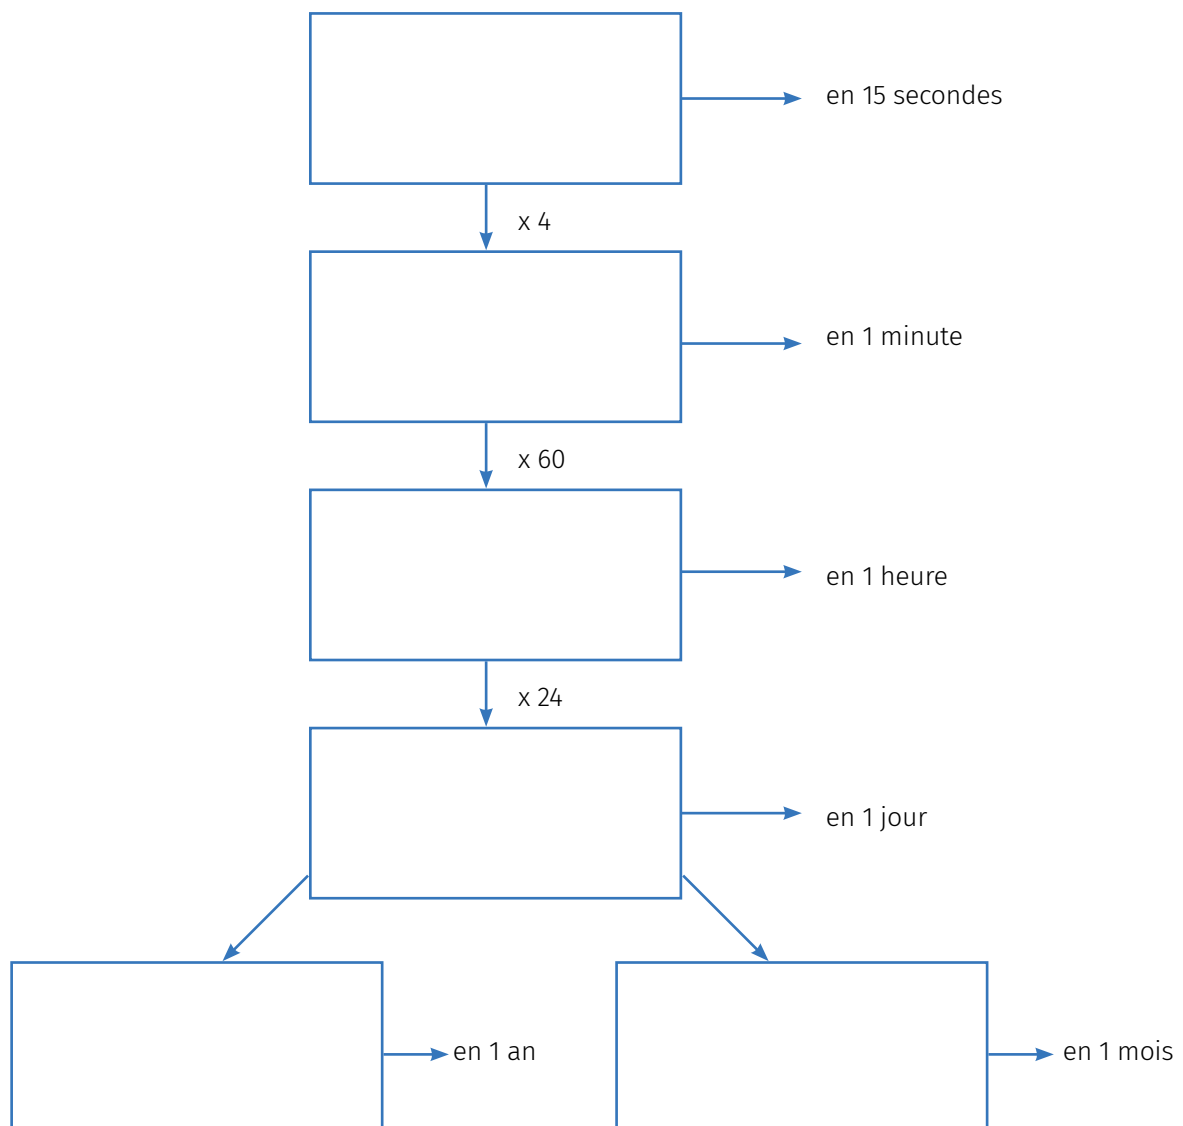 en 15 secondes
x 4
en 1 minute
x 60
en 1 heure
x 24
en 1 jour
en 1 an
en 1 mois